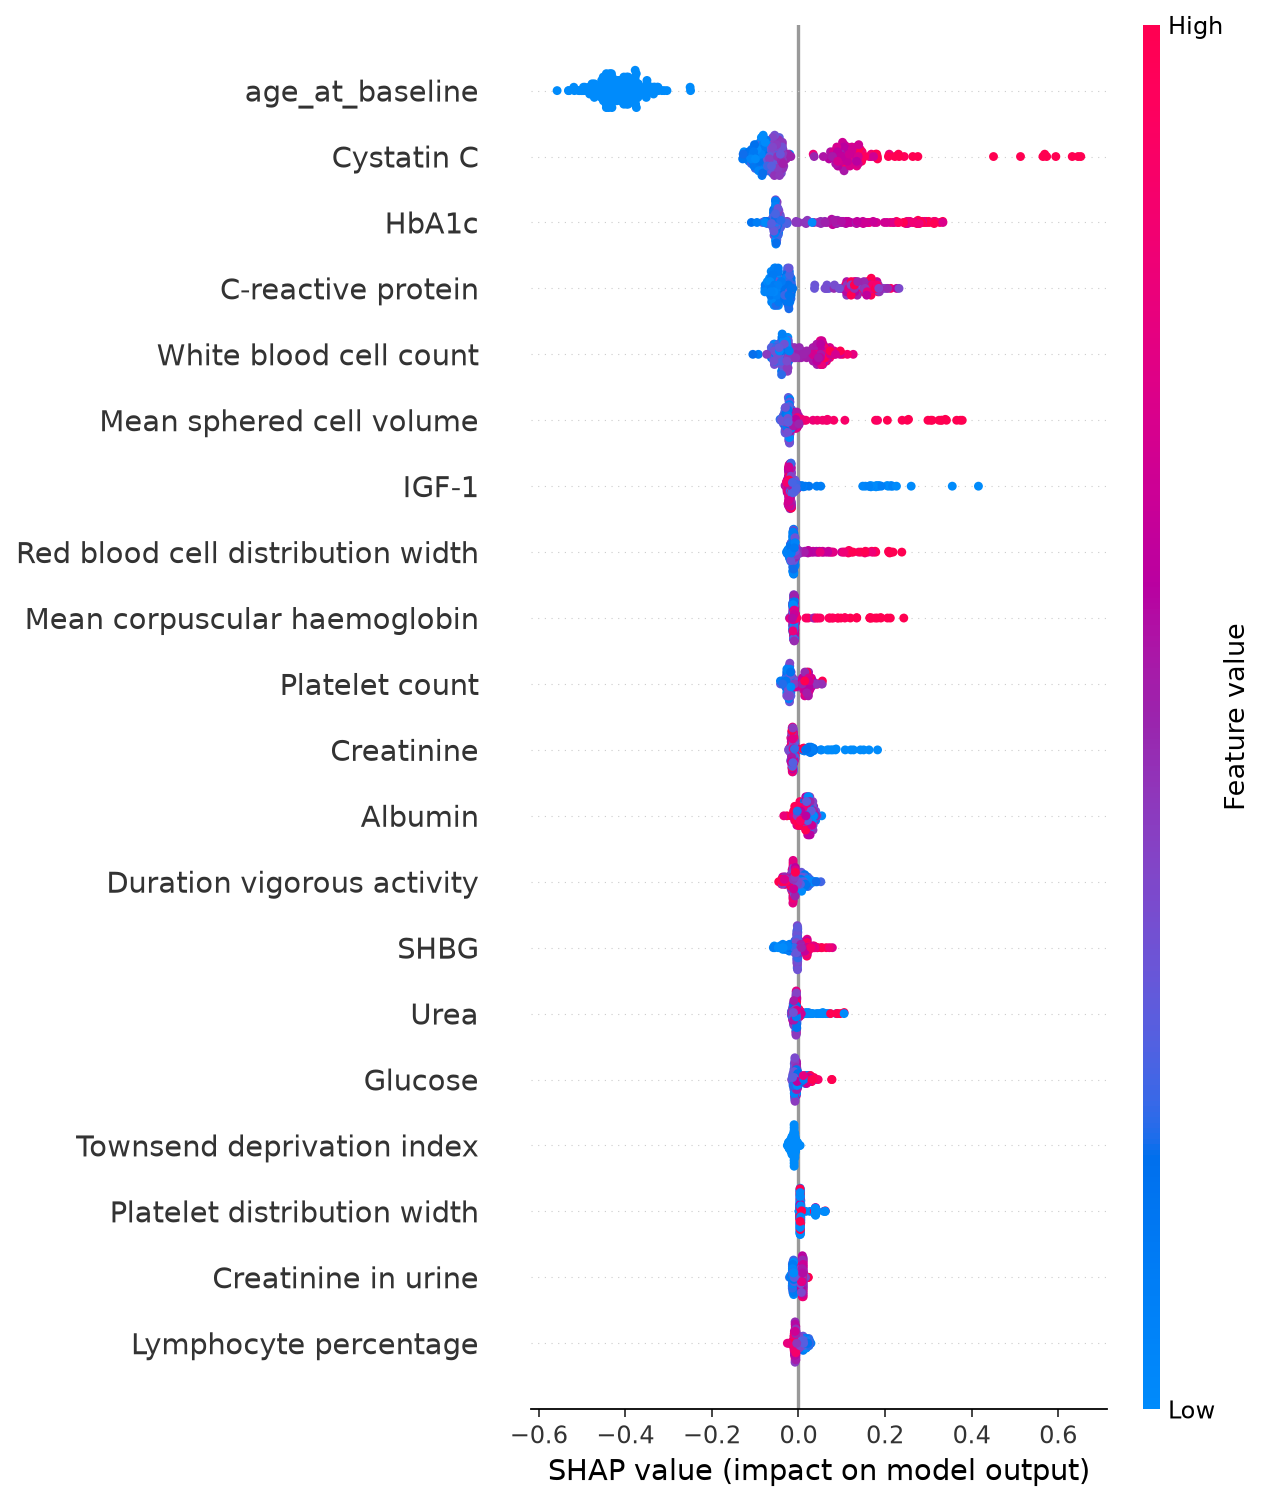 High
age_at_baseline
Cystatin C
HbA1c
C-reactive protein
White blood cell count
Mean sphered cell volume
IGF-1
Red blood cell distribution width
Mean corpuscular haemoglobin
Platelet count
Creatinine
Albumin
Duration vigorous activity
SHBG
Urea
Glucose
Townsend deprivation index
Platelet distribution width
Creatinine in urine
Lymphocyte percentage
Feature value
Low
−0.6 −0.4 −0.2 0.0 0.2 0.4 0.6
SHAP value (impact on model output)